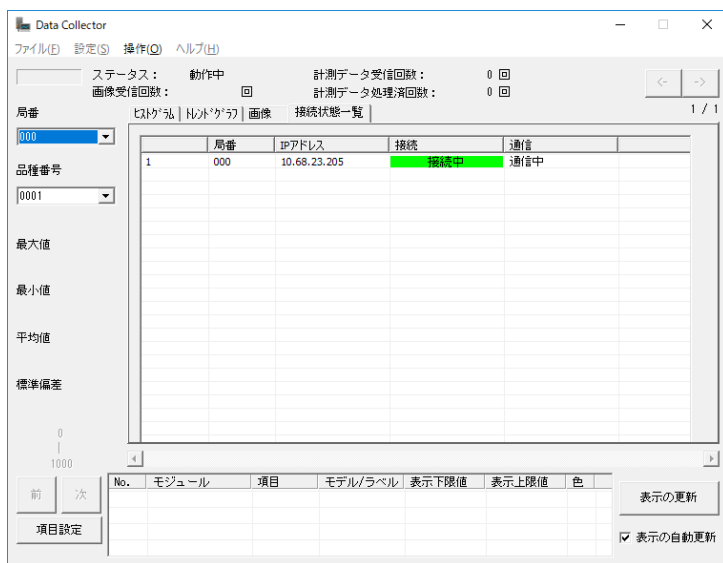 Data Collector
ファイル(F) 設定(S) 操作(O) ヘルプ(H)
ステータス： 動作中 計測データ受信回数： 0 回
画像受信回数： 回 計測データ処理済回数： 0 回
<- ->
局番 ヒストグラム トレンドグラフ 画像 接続状態一覧 1 / 1
000
局番 IPアドレス 接続 通信
1 000 10.68.23.205 接続中 通信中
品種番号
0001
最大値
最小値
平均値
標準偏差
0
|
1000
前 次
No. モジュール 項目 モデル/ラベル 表示下限値 表示上限値 色
表示の更新
項目設定
表示の自動更新